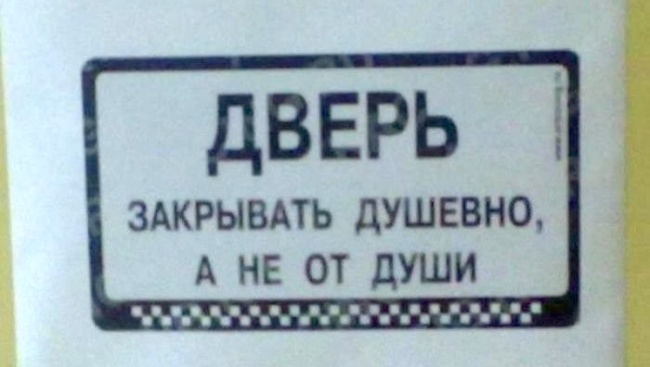 ДВЕРЬ
ЗАКРЫВАТЬ ДУШЕВНО,
А НЕ ОТ ДУШИ